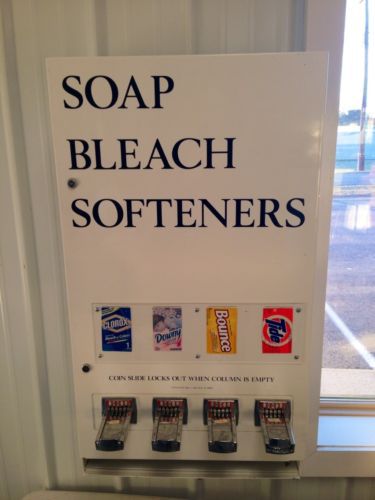 SOAP
BLEACH
SOFTENERS
CLOROX
Downy
Bounce
Tide
COIN SLIDE LOCKS OUT WHEN COLUMN IS EMPTY